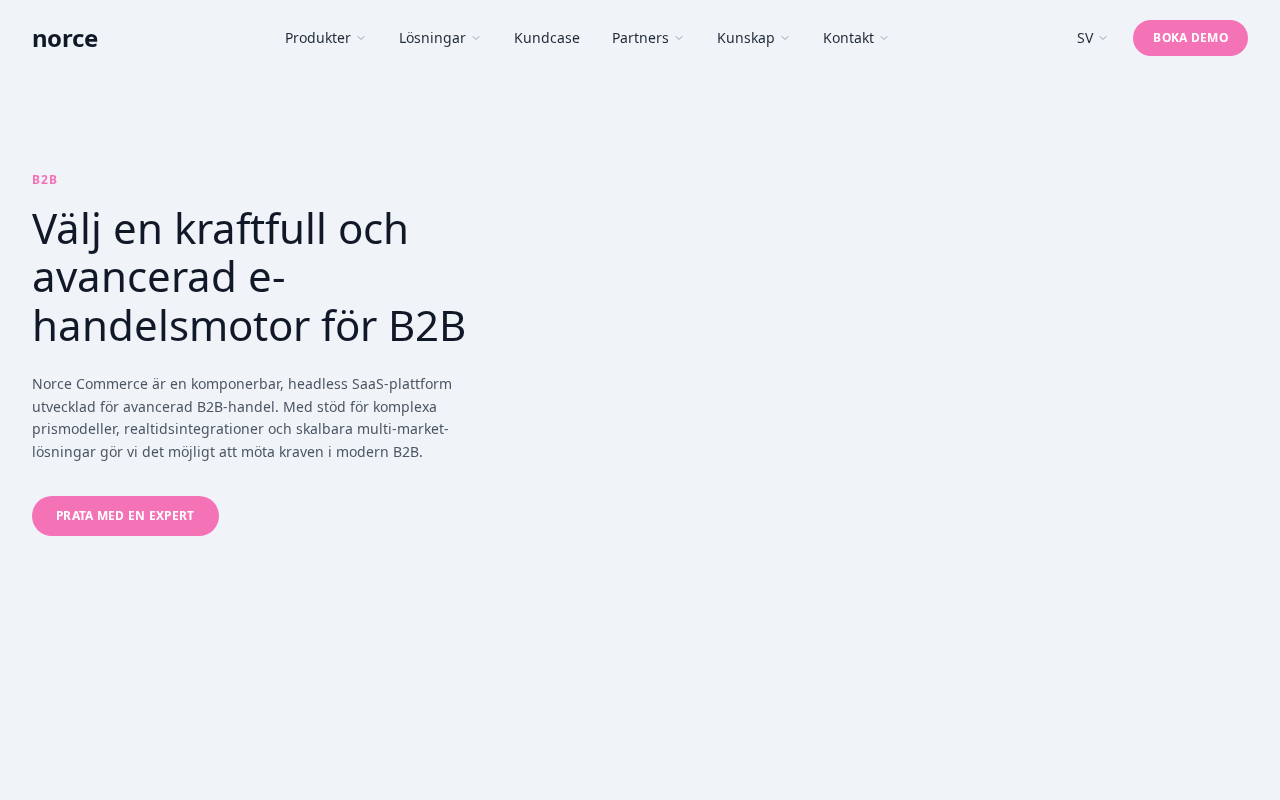 norce
Produkter
Lösningar
Kundcase
Partners
Kunskap
Kontakt
SV
BOKA DEMO
B2B
Välj en kraftfull och
avancerad e-
handelsmotor för B2B
Norce Commerce är en komponerbar, headless SaaS-plattform
utvecklad för avancerad B2B-handel. Med stöd för komplexa
prismodeller, realtidsintegrationer och skalbara multi-market-
lösningar gör vi det möjligt att möta kraven i modern B2B.
PRATA MED EN EXPERT